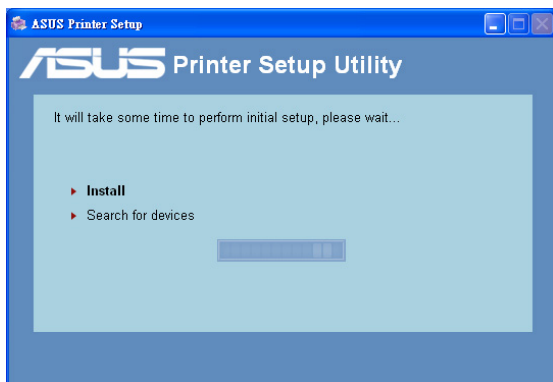 ASUS Printer Setup
ASUS Printer Setup Utility
It will take some time to perform initial setup, please wait...
Install
Search for devices